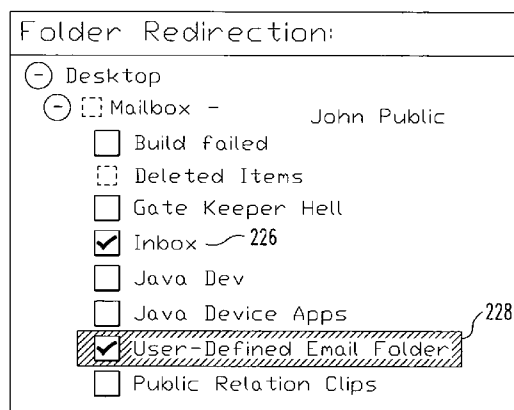 Folder Redirection:
Desktop
Mailbox - John Public
Build failed
Deleted Items
Gate Keeper Hell
Inbox 226
Java Dev
Java Device Apps
228
User-Defined Email Folder
Public Relation Clips